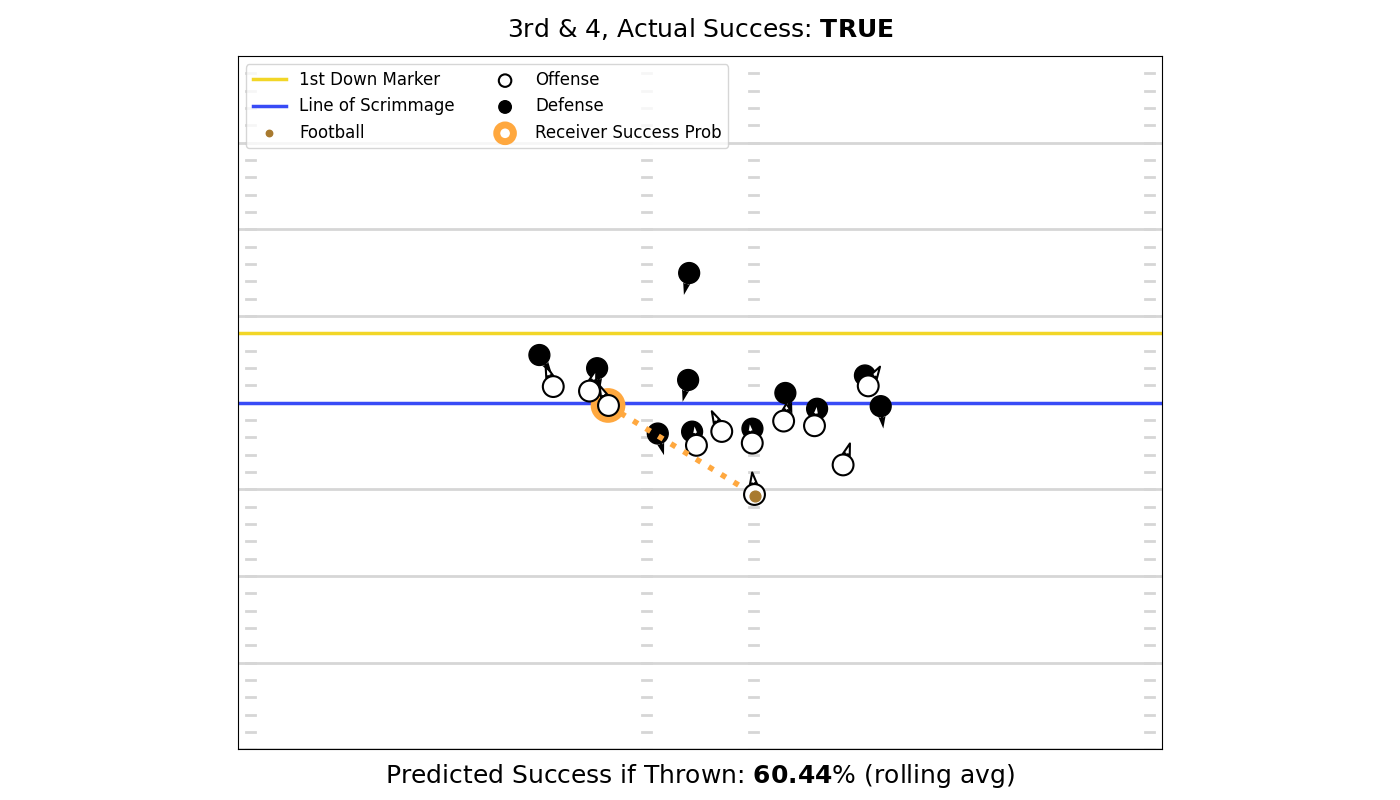 3rd & 4, Actual Success: TRUE
1st Down Marker
Line of Scrimmage
Football
Offense
Defense
Receiver Success Prob
Predicted Success if Thrown: 60.44% (rolling avg)